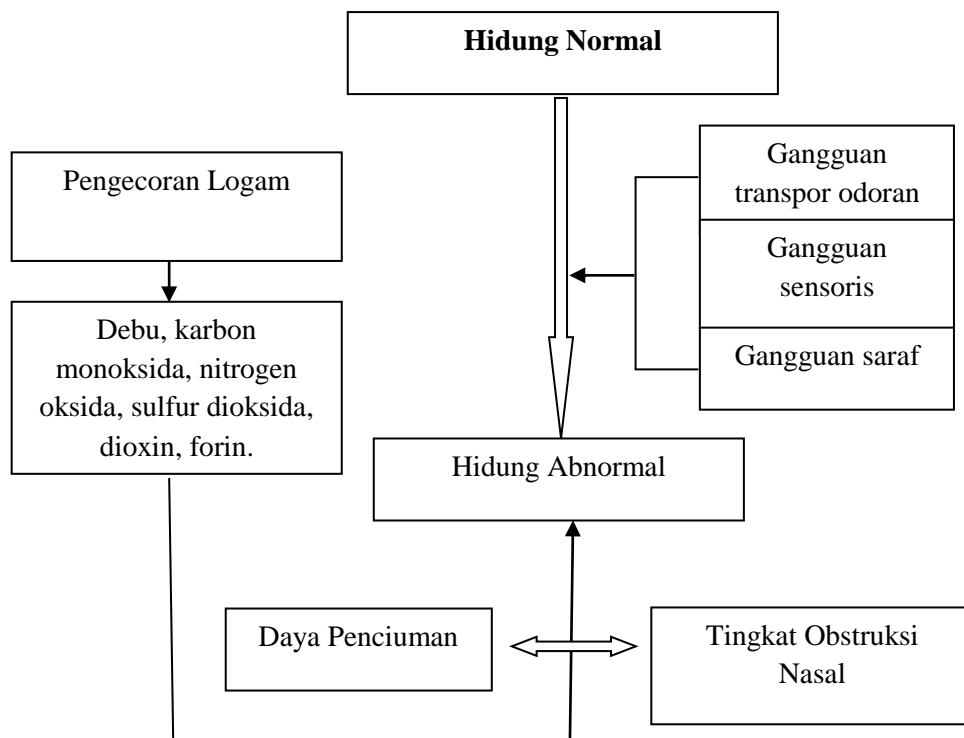 Hidung Normal
Pengecoran Logam
Gangguan
transpor odoran
Gangguan
sensoris
Gangguan saraf
Debu, karbon
monoksida, nitrogen
oksida, sulfur dioksida,
dioxin, forin.
Hidung Abnormal
Daya Penciuman
Tingkat Obstruksi
Nasal